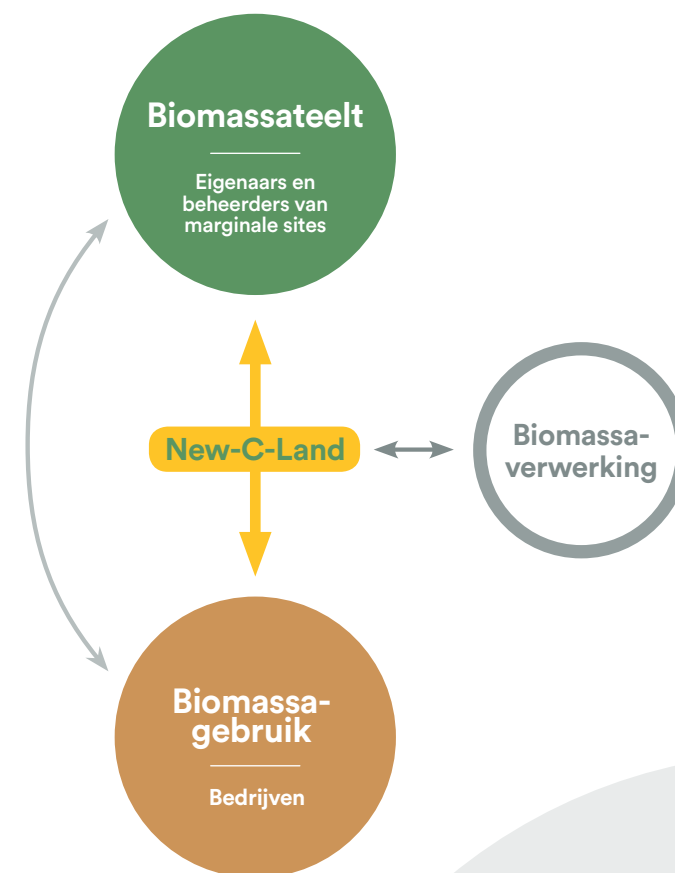 Biomassateelt
Eigenaars en
beheerders van
marginale sites
New-C-Land
Biomassa-
verwerking
Biomassa-
gebruik
Bedrijven